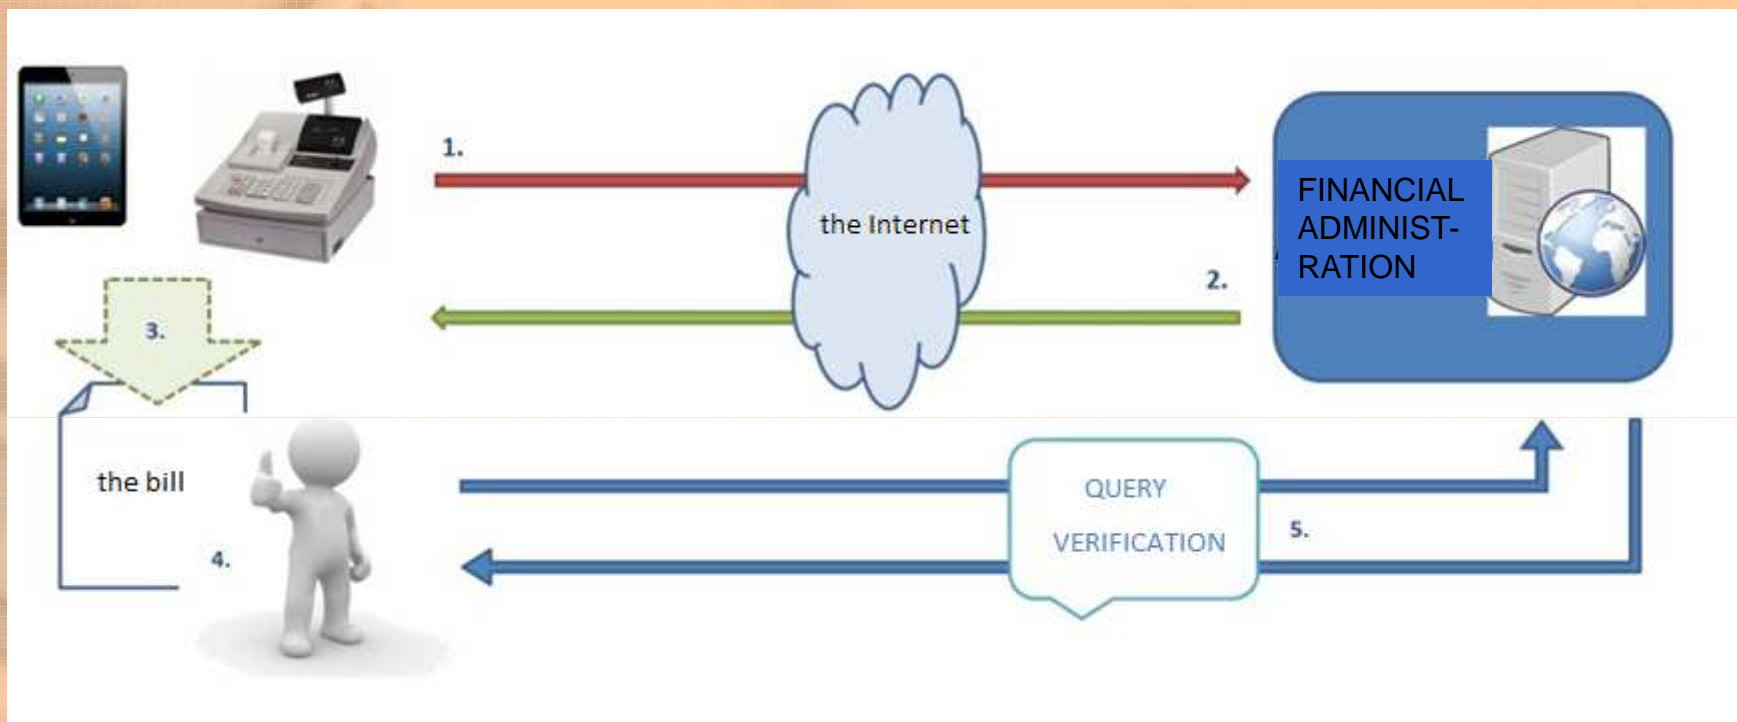 1.
the Internet
FINANCIAL
ADMINIST-
RATION
2.
3.
the bill
4.
QUERY
VERIFICATION
5.